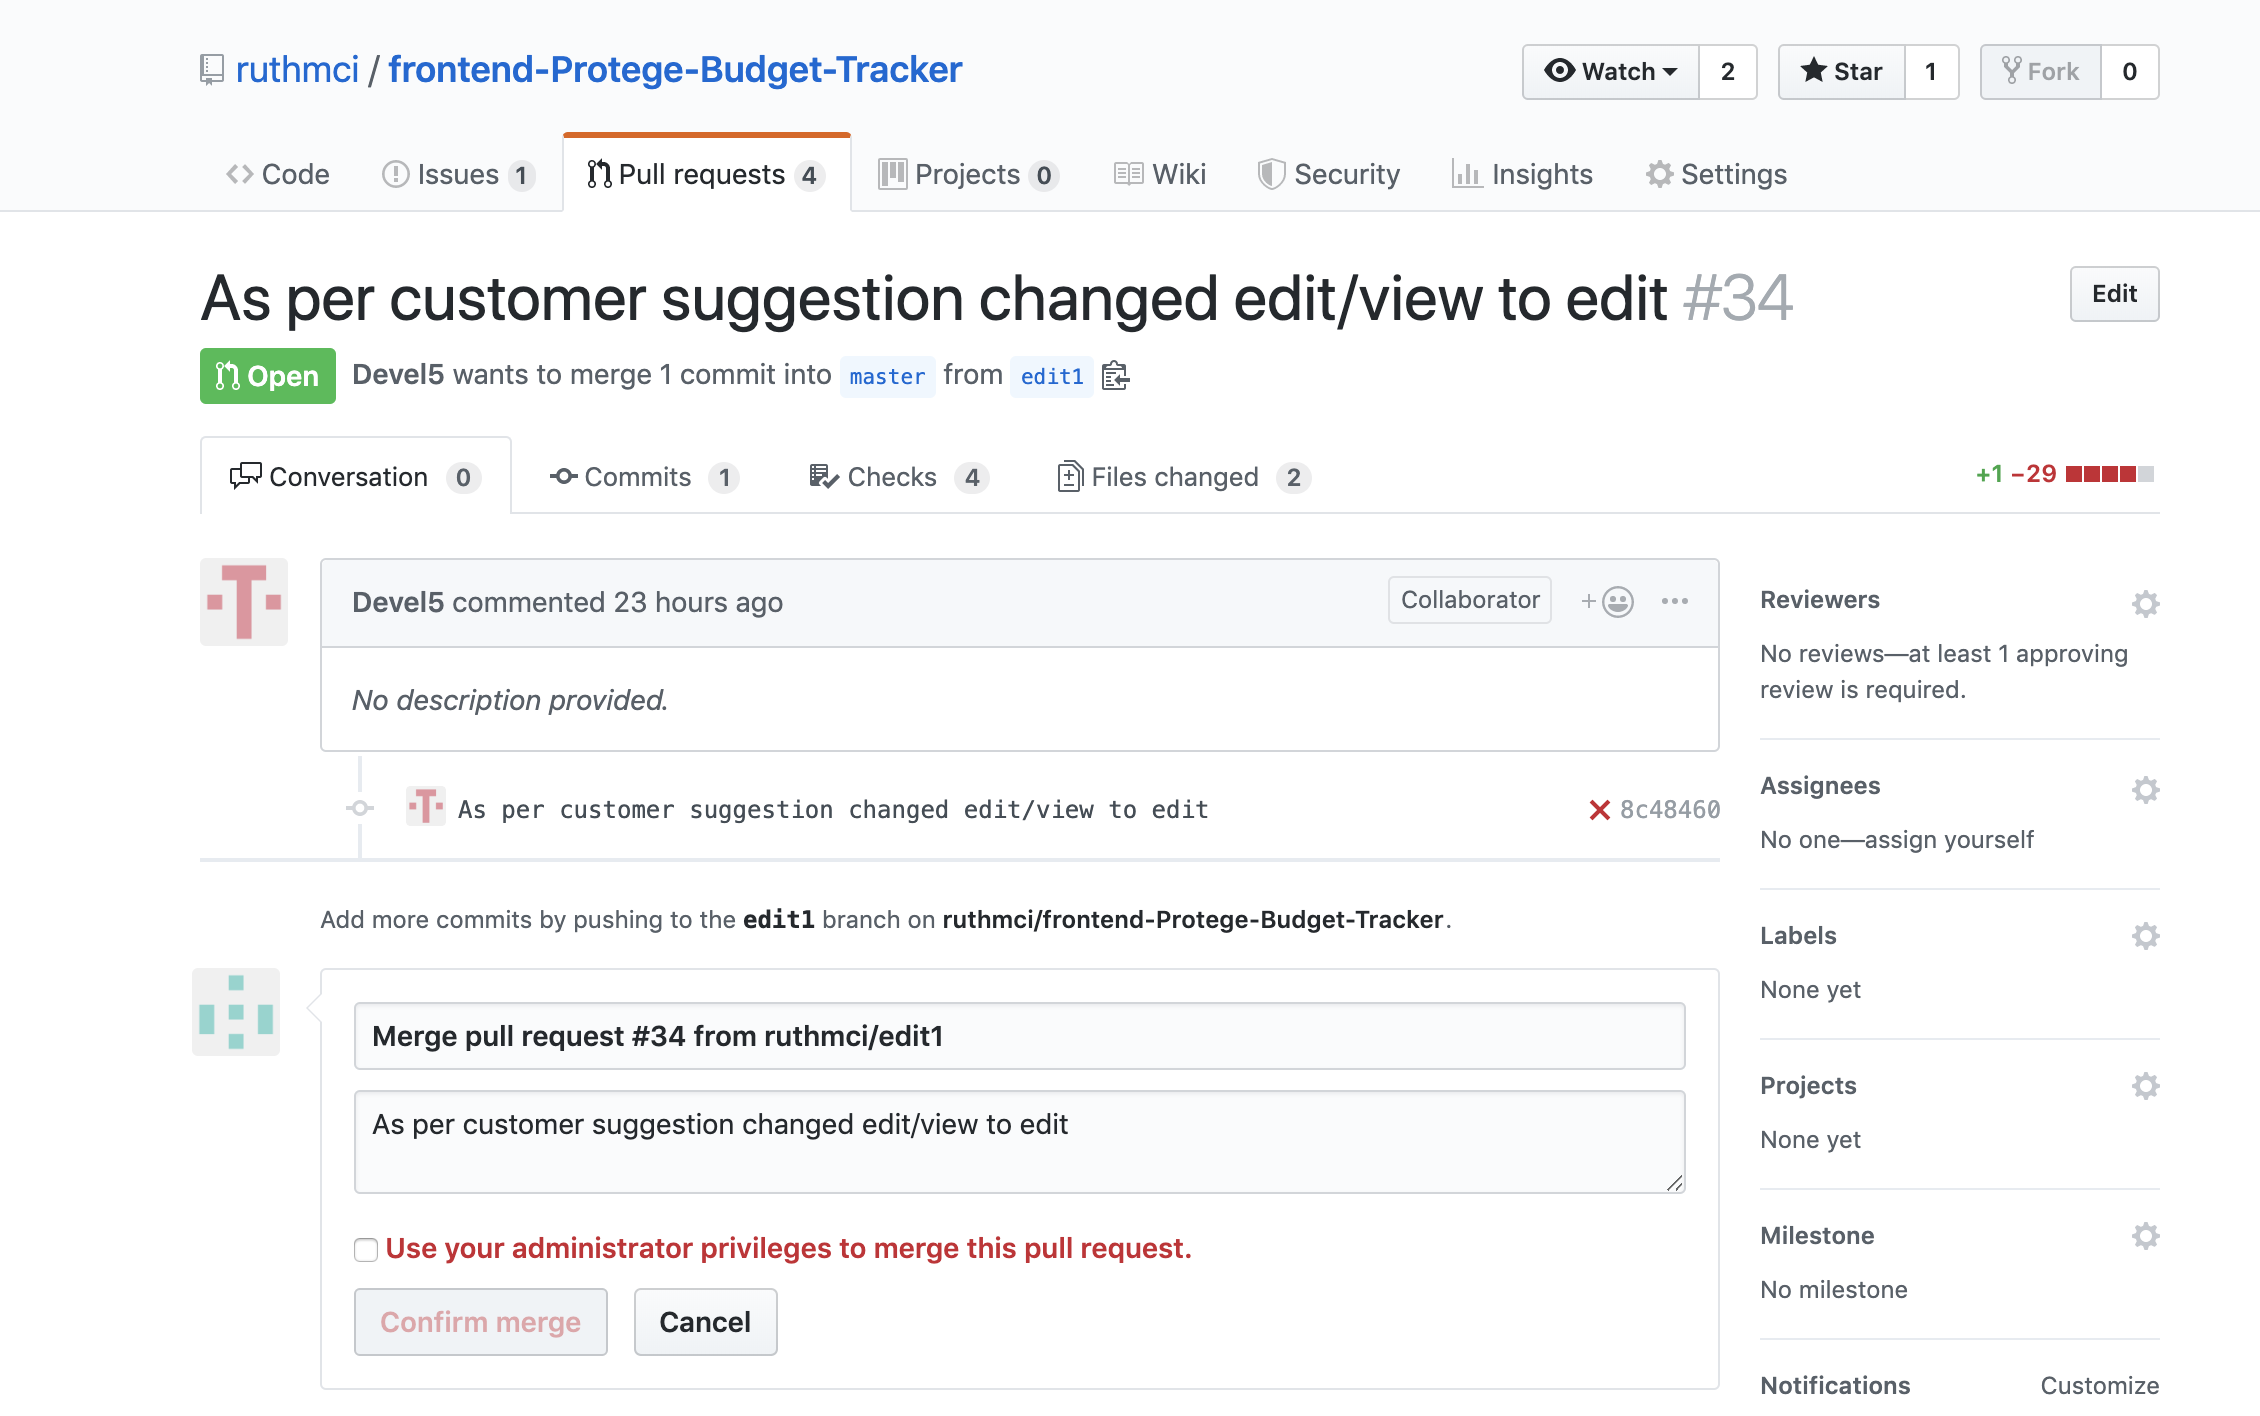 ruthmci / frontend-Protege-Budget-Tracker
Watch 2 Star 1 Fork 0
Code Issues 1 Pull requests 4 Projects 0 Wiki Security Insights Settings
As per customer suggestion changed edit/view to edit #34
Edit
Open Devel5 wants to merge 1 commit into master from edit1
Conversation 0 Commits 1 Checks 4 Files changed 2 +1 −29
Devel5 commented 23 hours ago Collaborator
No description provided.
As per customer suggestion changed edit/view to edit 8c48460
Add more commits by pushing to the edit1 branch on ruthmci/frontend-Protege-Budget-Tracker.
Merge pull request #34 from ruthmci/edit1
As per customer suggestion changed edit/view to edit
Use your administrator privileges to merge this pull request.
Confirm merge Cancel
Reviewers
No reviews—at least 1 approving
review is required.
Assignees
No one—assign yourself
Labels
None yet
Projects
None yet
Milestone
No milestone
Notifications Customize